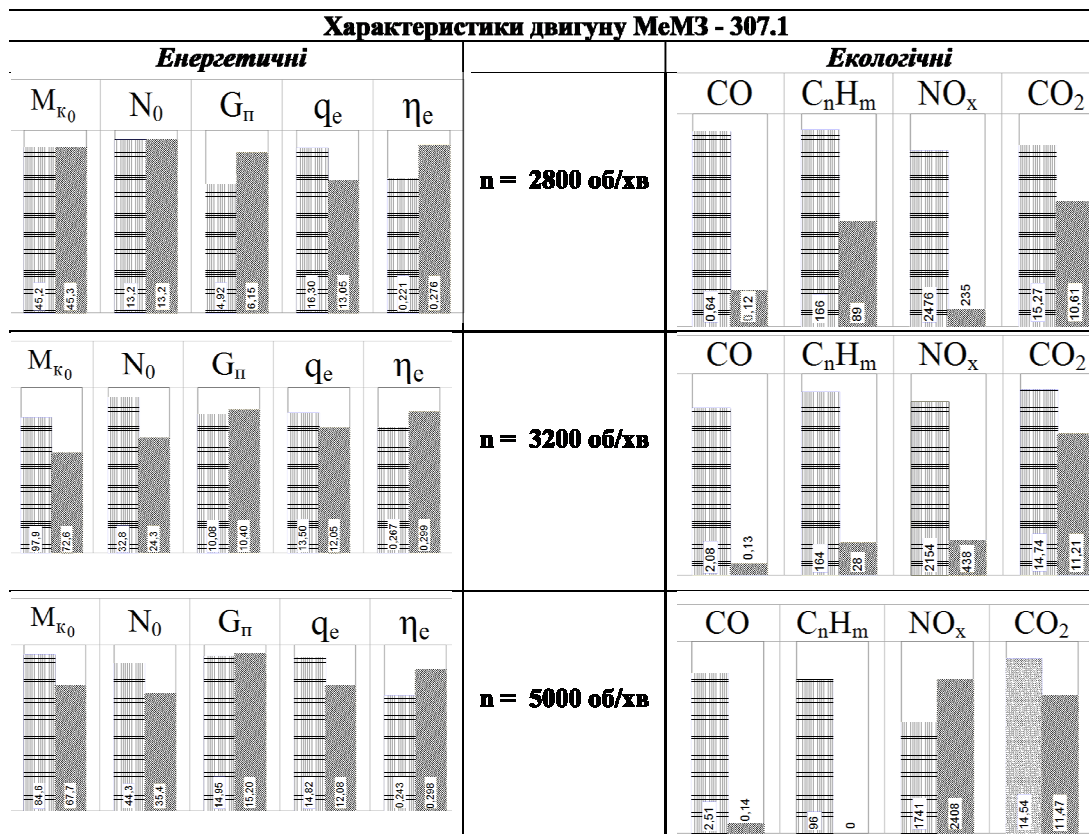 Характеристики двигуну МеМЗ - 307.1
Енергетичні
Екологічні
Mк0 N0 Gп qe ηe
45,2 45,3 13,2 13,2 4,92 6,15 16,30 13,05 0,221 0,276
n = 2800 об/хв
CO CnHm NOx CO2
0,64 0,12 166 89 2476 235 15,27 10,61
Mк0 N0 Gп qe ηe
97,9 72,6 32,8 24,3 10,08 10,40 13,50 12,05 0,267 0,299
n = 3200 об/хв
CO CnHm NOx CO2
2,08 0,13 164 28 2154 438 14,74 11,21
Mк0 N0 Gп qe ηe
84,6 67,7 44,3 35,4 14,95 15,20 14,82 12,08 0,243 0,298
n = 5000 об/хв
CO CnHm NOx CO2
2,51 0,14 96 0 1741 2408 14,54 11,47